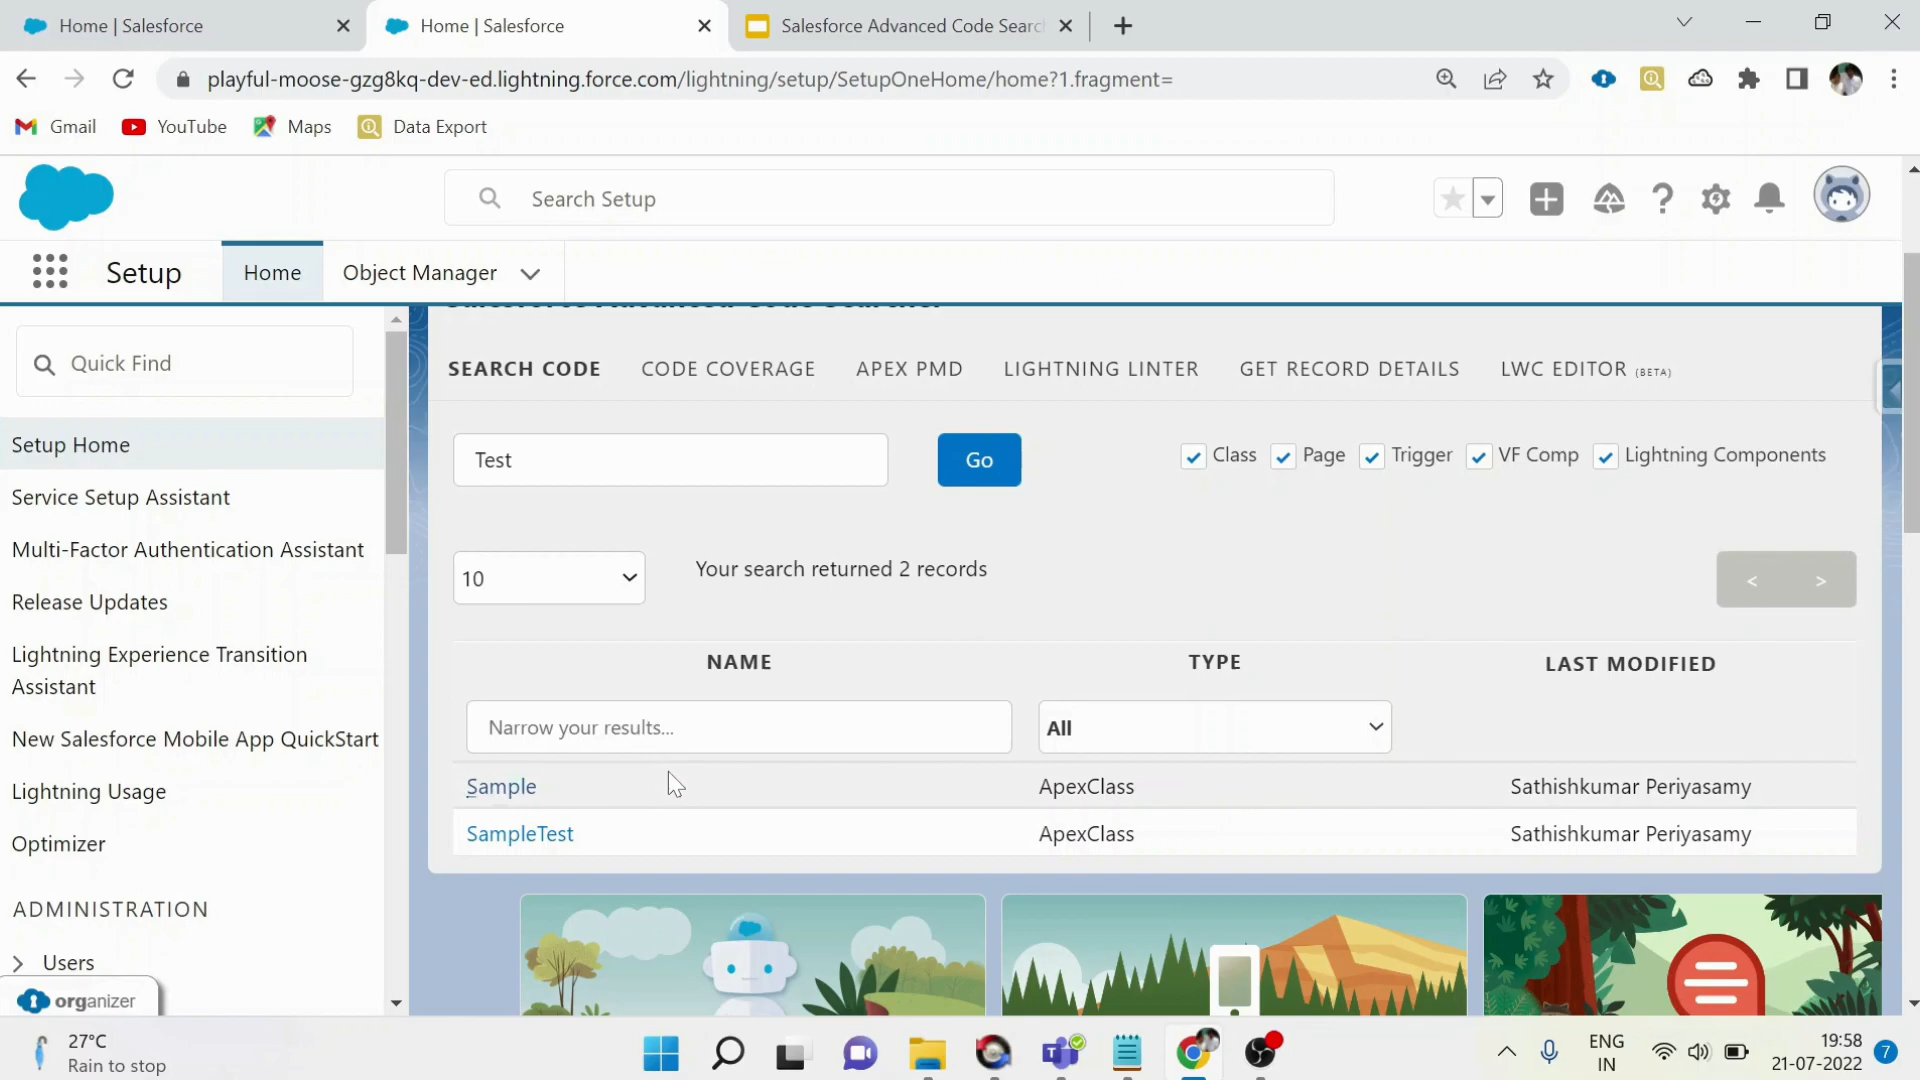 Home | Salesforce
Home | Salesforce
Salesforce Advanced Code Search
playful-moose-gzg8kq-dev-ed.lightning.force.com/lightning/setup/SetupOneHome/home?1.fragment=
Gmail
YouTube
Maps
Data Export
Search Setup
Setup
Home
Object Manager
Salesforce Advanced Code Searcher
Quick Find
Setup Home
Service Setup Assistant
Multi-Factor Authentication Assistant
Release Updates
Lightning Experience Transition
Assistant
New Salesforce Mobile App QuickStart
Lightning Usage
Optimizer
ADMINISTRATION
Users
organizer
SEARCH CODE
CODE COVERAGE
APEX PMD
LIGHTNING LINTER
GET RECORD DETAILS
LWC EDITOR (BETA)
Test
Go
Class
Page
Trigger
VF Comp
Lightning Components
10
Your search returned 2 records
<
>
NAME
TYPE
LAST MODIFIED
Narrow your results...
All
Sample
ApexClass
Sathishkumar Periyasamy
SampleTest
ApexClass
Sathishkumar Periyasamy
27°C
Rain to stop
ENG
IN
19:58
21-07-2022
7